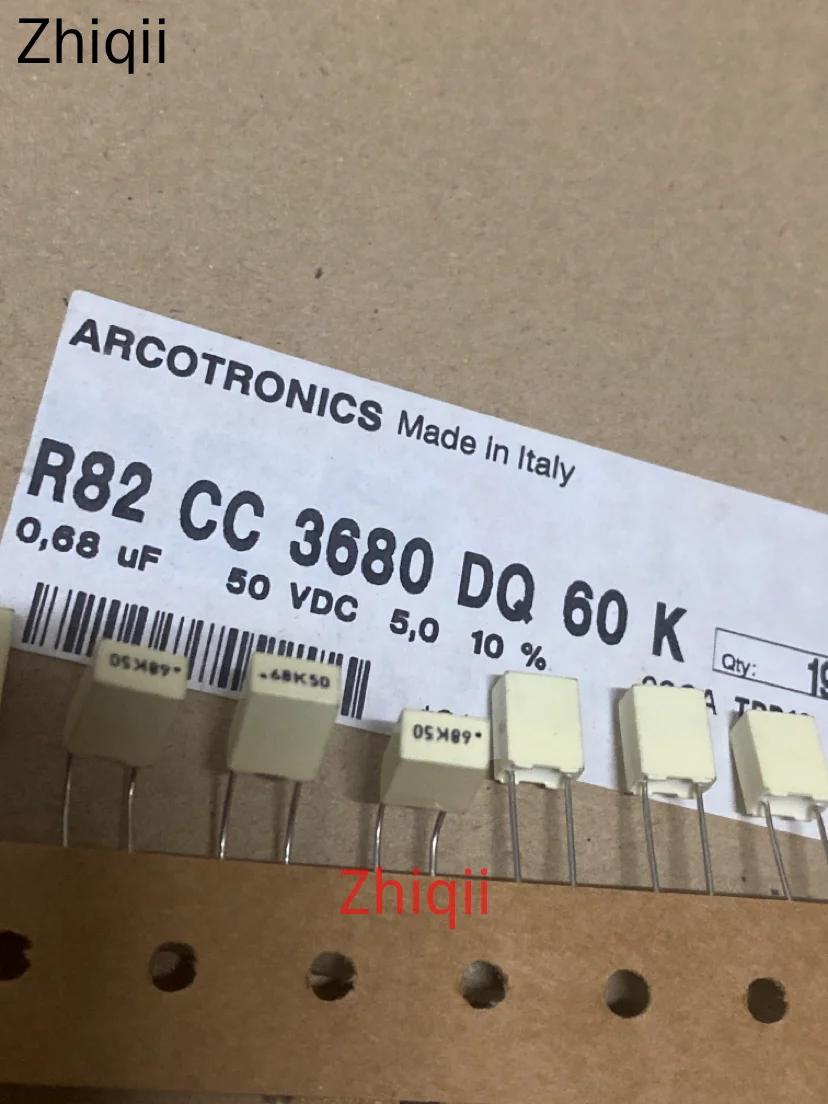 Zhiqii
ARCOTRONICS Made in Italy
R82 CC 3680 DQ 60 K
0,68 uF 50 VDC 5,0 10 %
Qty:
.68K50
.68K50
.68K50
Zhiqii